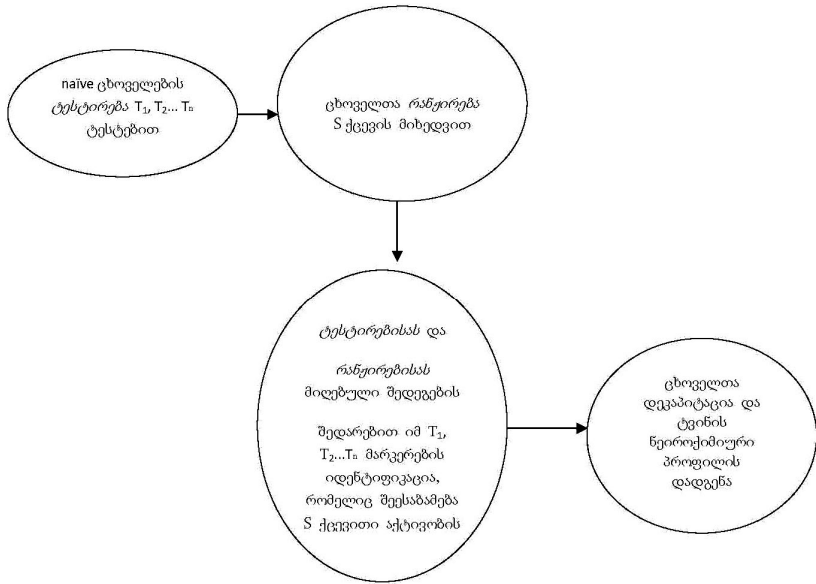 naïve ცხოველების
ტესტირება T₁, T₂... Tₙ
ტესტებით
ცხოველთა რანჟირება
S ქცევის მიხედვით
ტესტირებისას და
რანჟირებისას
მიღებული შედეგების
შედარებით იმ T₁,
T₂...Tₙ მარკერების
იდენტიფიკაცია,
რომელიც შეესაბამება
S ქცევითი აქტივობის
ცხოველთა
დეკაპიტაცია და
ტვინის
ნეიროქიმიური
პროფილის
დადგენა